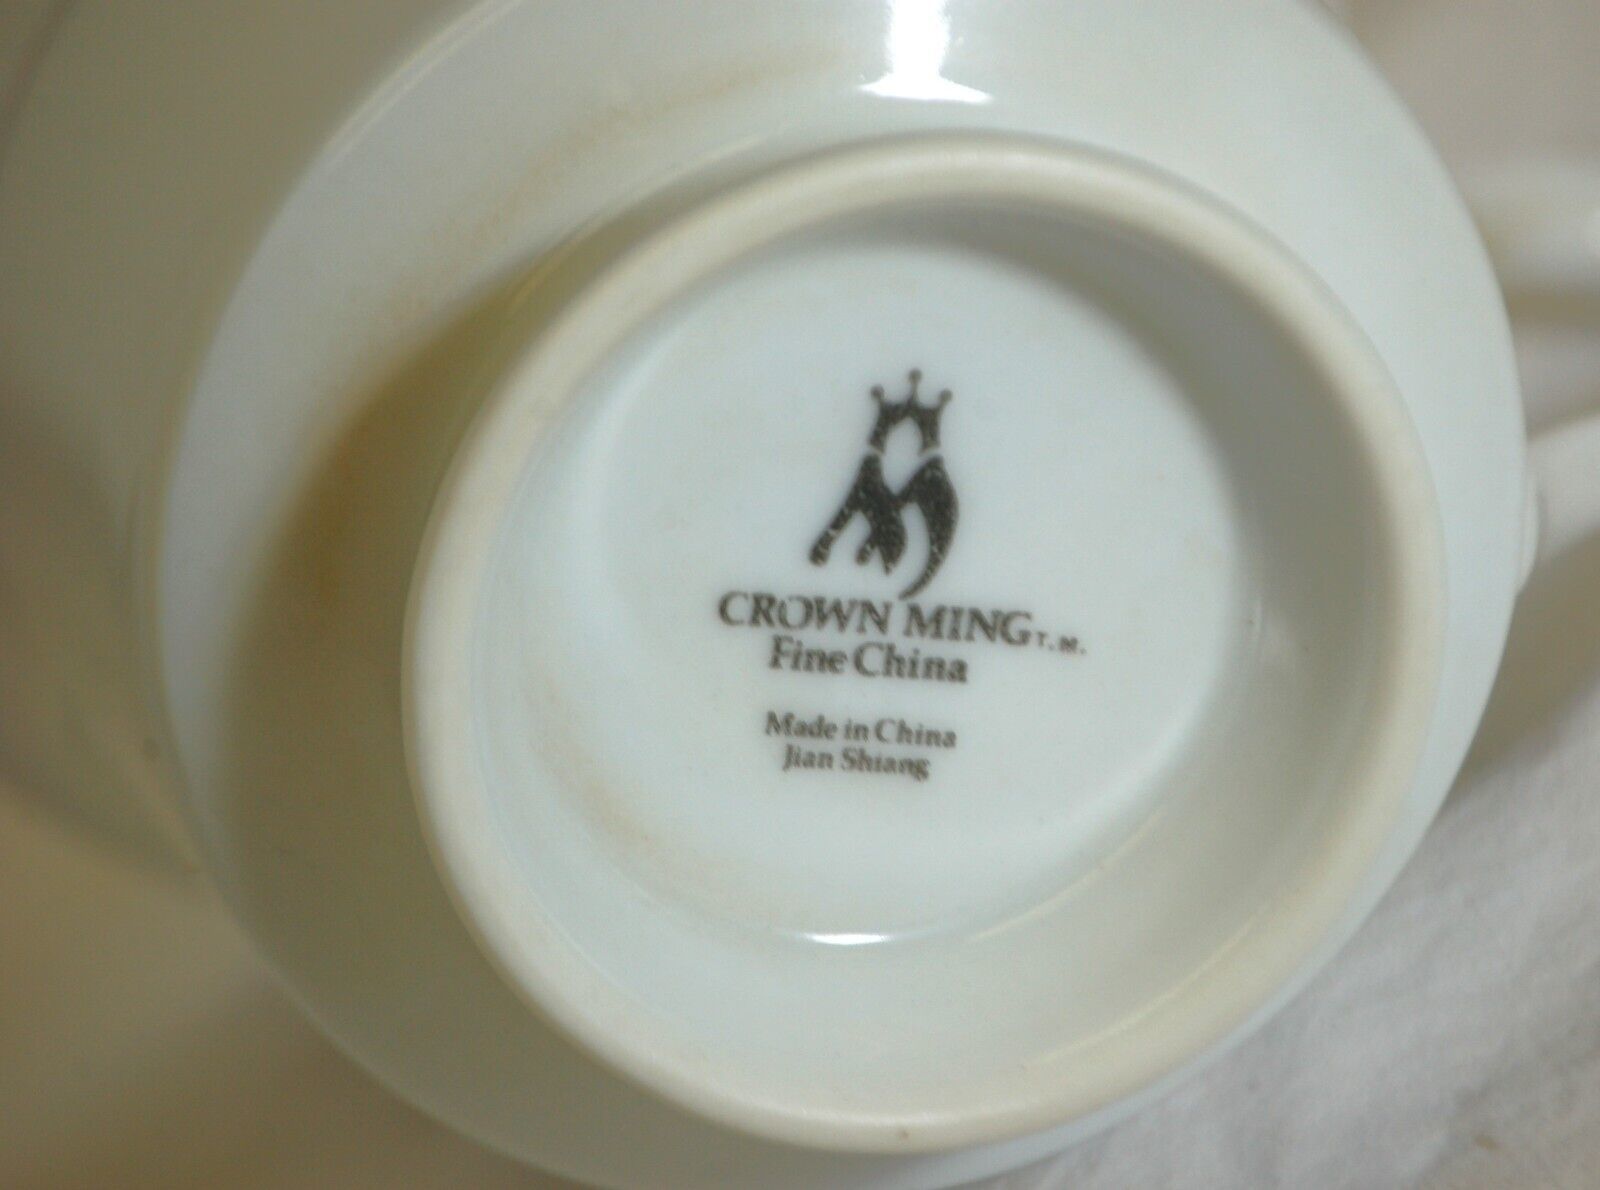 CROWN MING T.M.
Fine China
Made in China
Jian Shiang